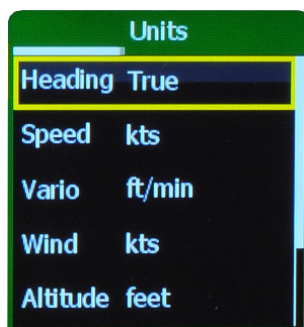 Units
Heading True
Speed kts
Vario ft/min
Wind kts
Altitude feet